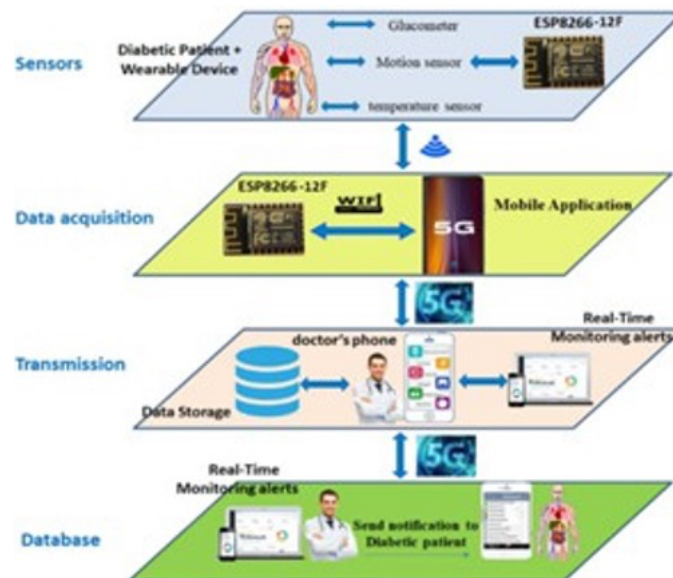 Glucometer
ESP8266-12F
Diabetic Patient +
Wearable Device
Sensors
Motion sensor
temperature sensor
ESP8266-12F
WIFI
Mobile Application
5G
Data acquisition
5G
Real-Time
Monitoring alerts
doctor's phone
Transmission
Data Storage
5G
Real-Time
Monitoring alerts
Send notification to
Diabetic patient
Database